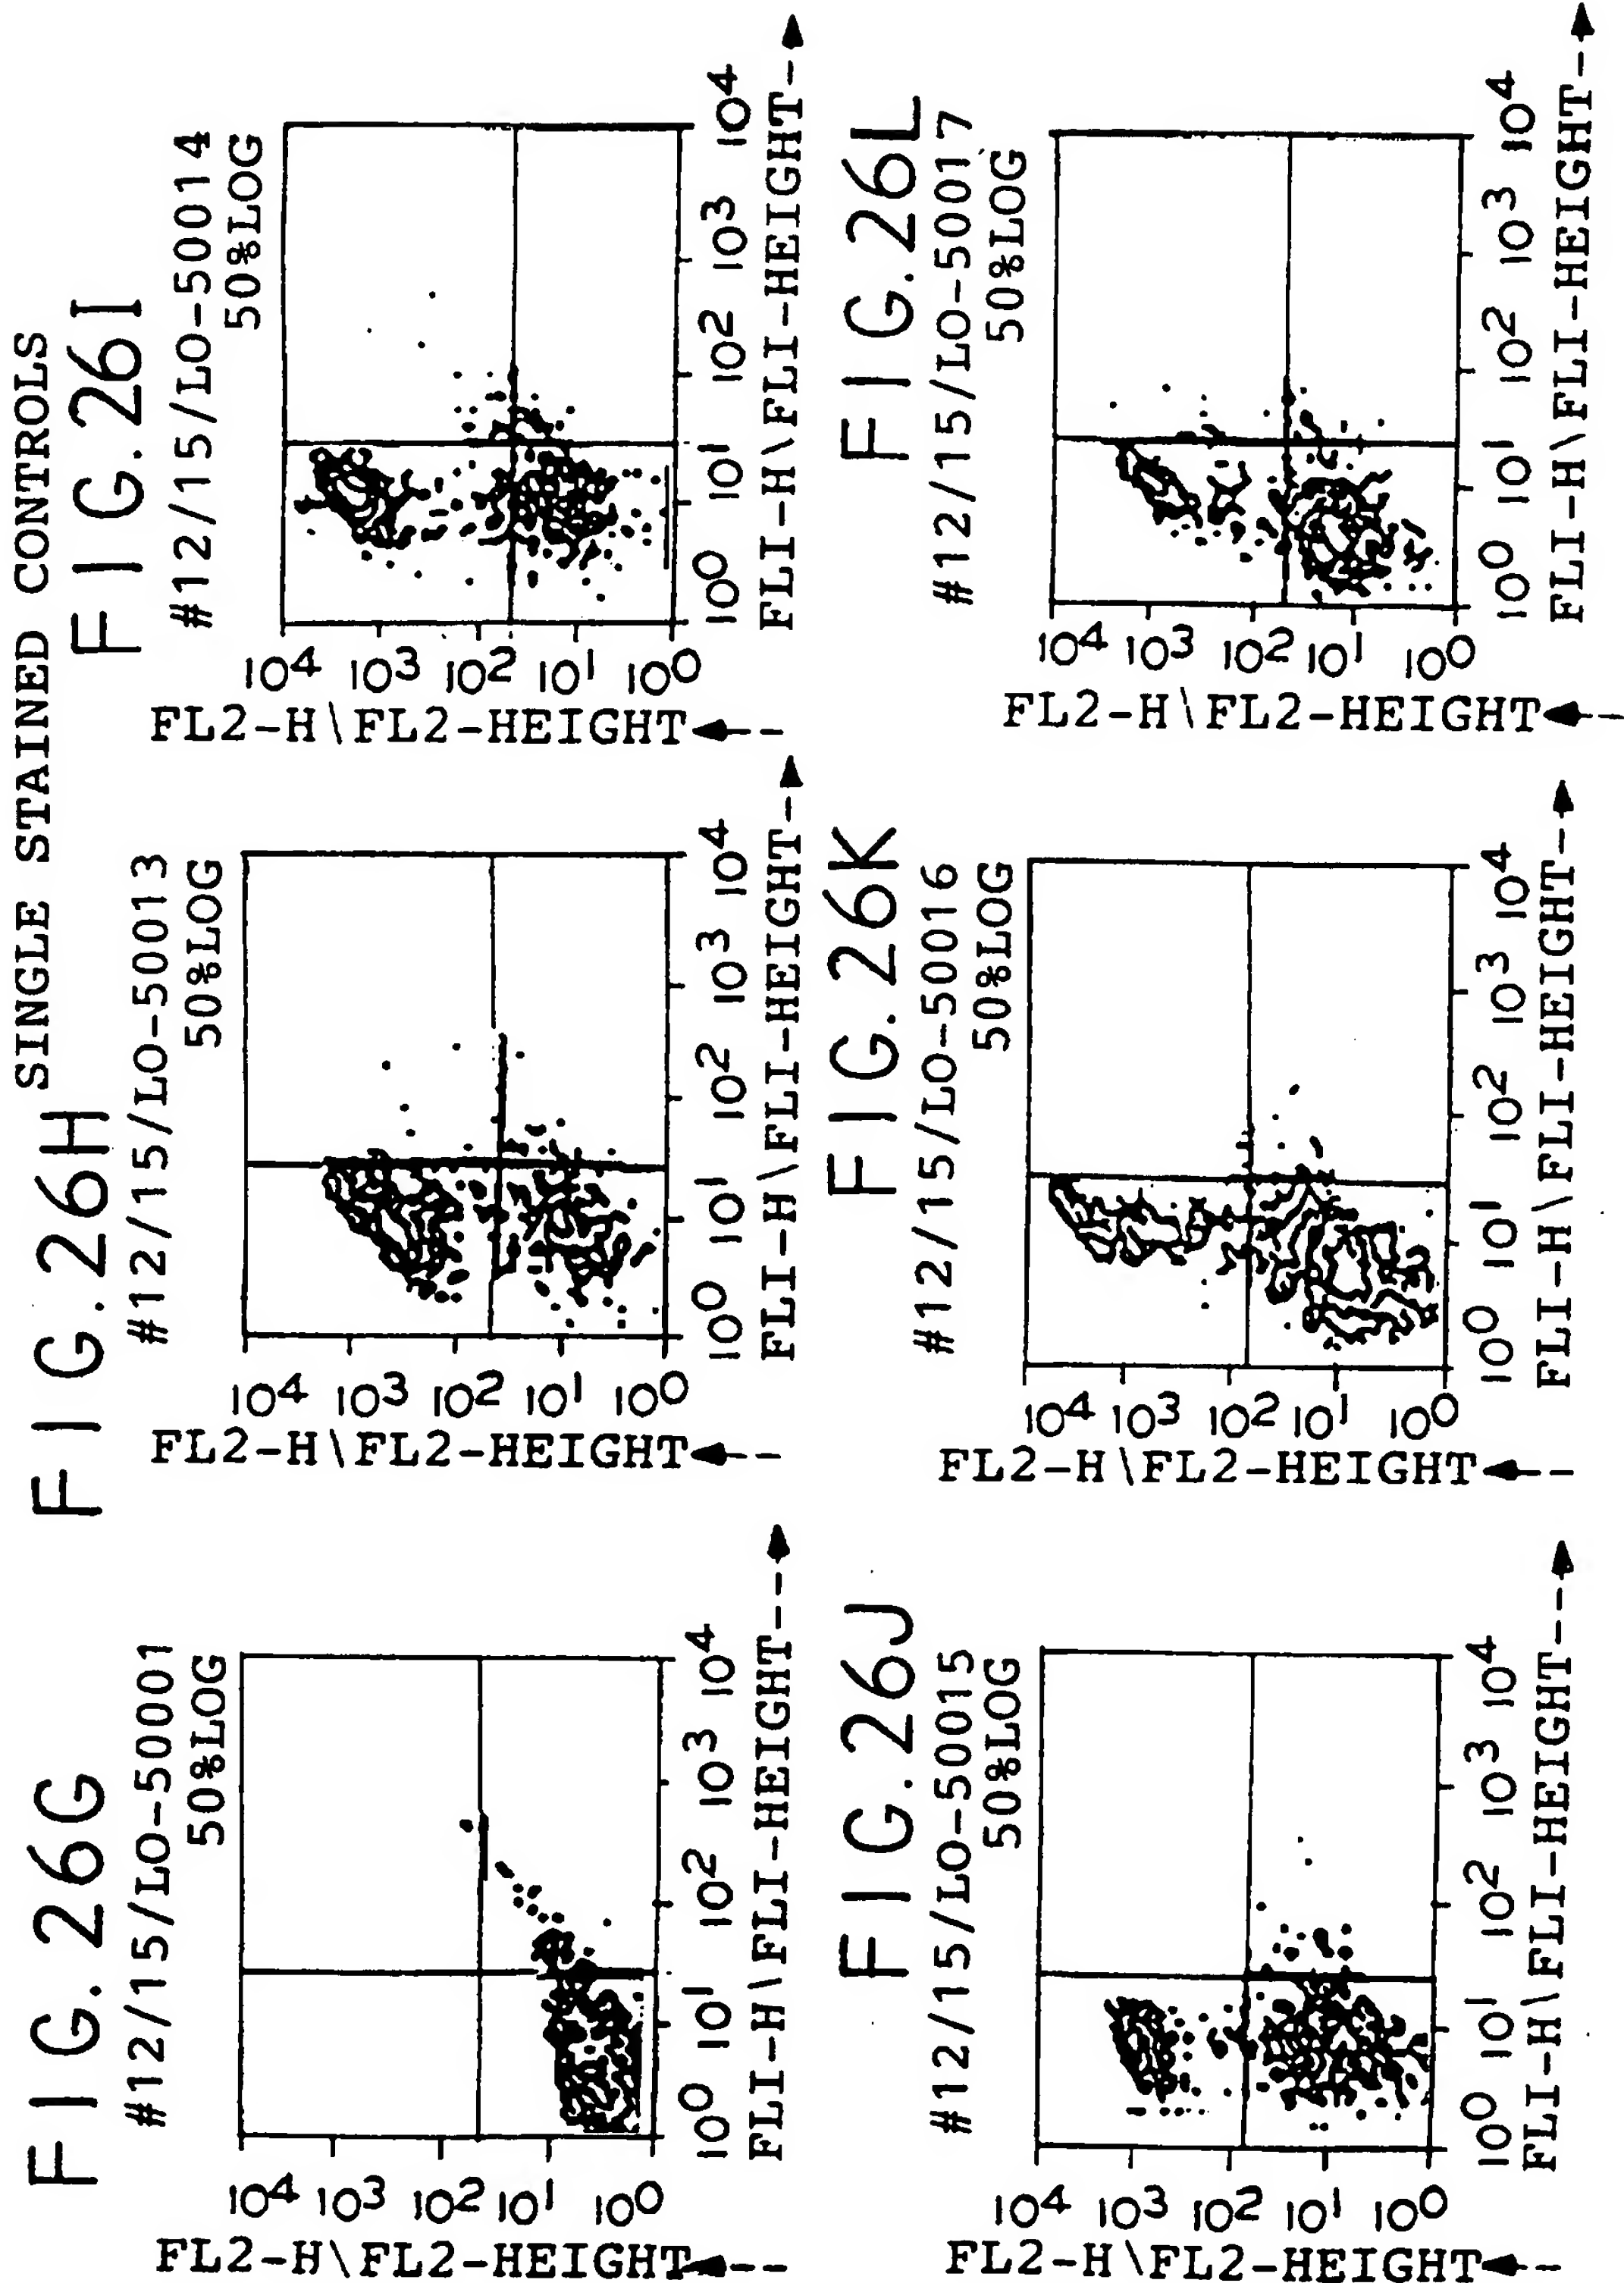 SINGLE STAINED CONTROLS
FIG.26G
#12/15/LO-50001
50%LOG
104
103
102
101
100
FL2-H\FL2-HEIGHT
100 101 102 103 104
FLI-H\FLI-HEIGHT
FIG.26H
#12/15/LO-50013
50%LOG
104
103
102
101
100
FL2-H\FL2-HEIGHT
100 101 102 103 104
FLI-H\FLI-HEIGHT
FIG.26I
#12/15/LO-50014
50%LOG
104
103
102
101
100
FL2-H\FL2-HEIGHT
100 101 102 103 104
FLI-H\FLI-HEIGHT
FIG.26J
#12/15/LO-50015
50%LOG
104
103
102
101
100
FL2-H\FL2-HEIGHT
100 101 102 103 104
FLI-H\FLI-HEIGHT
FIG.26K
#12/15/LO-50016
50%LOG
104
103
102
101
100
FL2-H\FL2-HEIGHT
100 101 102 103 104
FLI-H\FLI-HEIGHT
FIG.26L
#12/15/LO-50017
50%LOG
104
103
102
101
100
FL2-H\FL2-HEIGHT
100 101 102 103 104
FLI-H\FLI-HEIGHT